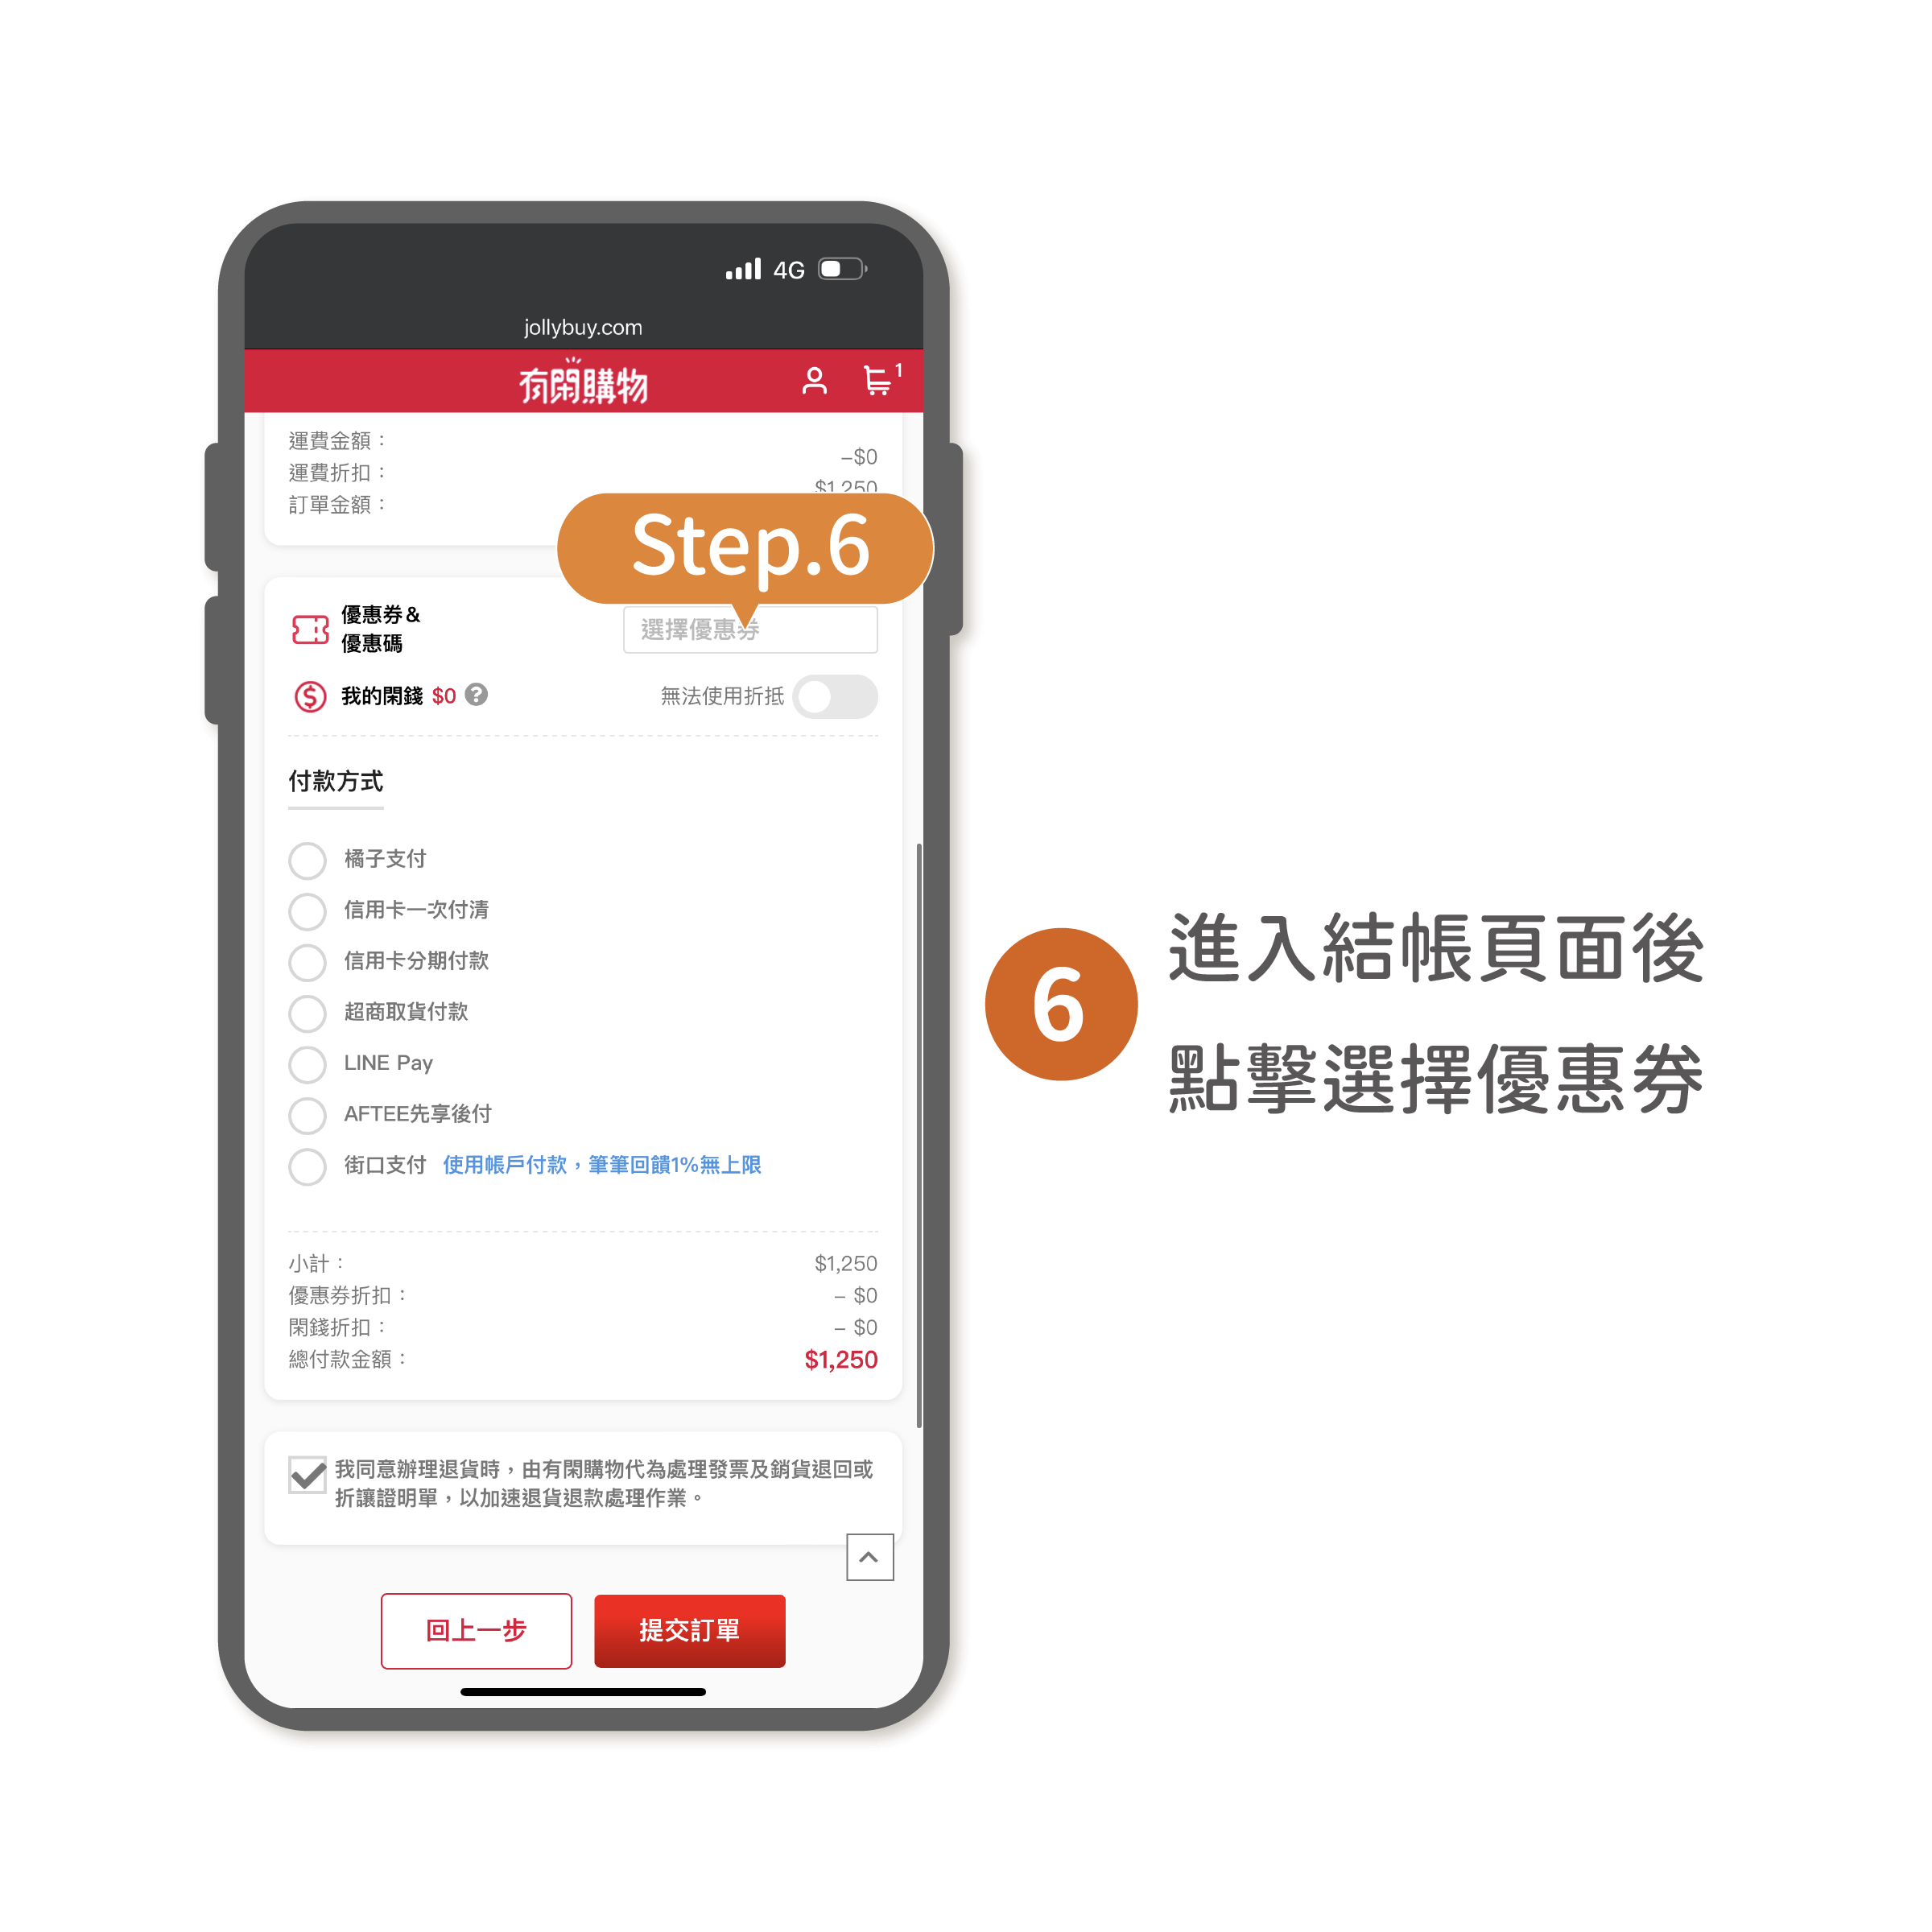 4G
jollybuy.com
有閑購物
1
運費金額：
-$0
運費折扣：
$1,250
訂單金額：
Step.6
優惠券&
優惠碼
選擇優惠券
我的閑錢 $0 ?
無法使用折抵
付款方式
橘子支付
信用卡一次付清
信用卡分期付款
超商取貨付款
LINE Pay
AFTEE先享後付
街口支付 使用帳戶付款，筆筆回饋1%無上限
小計： $1,250
優惠券折扣： - $0
閑錢折扣： - $0
總付款金額： $1,250
我同意辦理退貨時，由有閑購物代為處理發票及銷貨退回或
折讓證明單，以加速退貨退款處理作業。
回上一步
提交訂單
6
進入結帳頁面後
點擊選擇優惠券